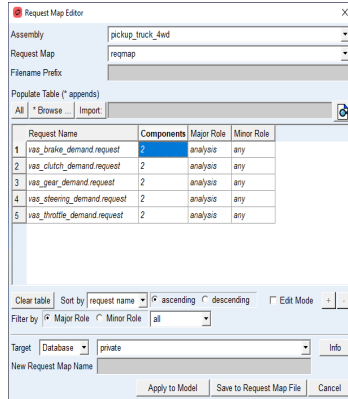 Request Map Editor
Assembly pickup_truck_4wd
Request Map reqmap
Filename Prefix
Populate Table (* appends)
All * Browse ... Import:
Request Name Components Major Role Minor Role
1 vas_brake_demand.request 2 analysis any
2 vas_clutch_demand.request 2 analysis any
3 vas_gear_demand.request 2 analysis any
4 vas_steering_demand.request 2 analysis any
5 vas_throttle_demand.request 2 analysis any
Clear table Sort by request name ascending descending Edit Mode + -
Filter by Major Role Minor Role all
Target Database private Info
New Request Map Name
Apply to Model Save to Request Map File Cancel